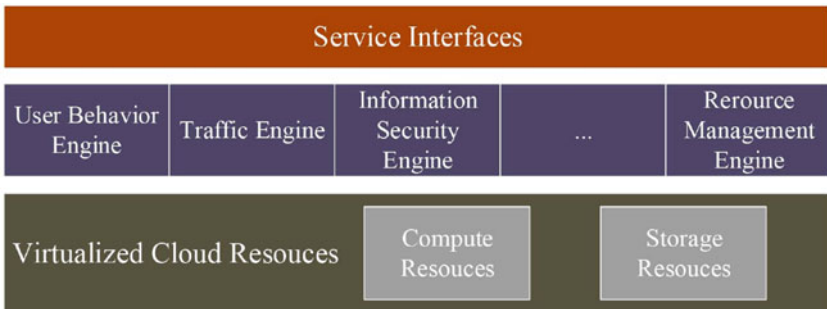 Service Interfaces
User Behavior
Engine
Traffic Engine
Information
Security
Engine
...
Rerource
Management
Engine
Virtualized Cloud Resouces
Compute
Resouces
Storage
Resouces